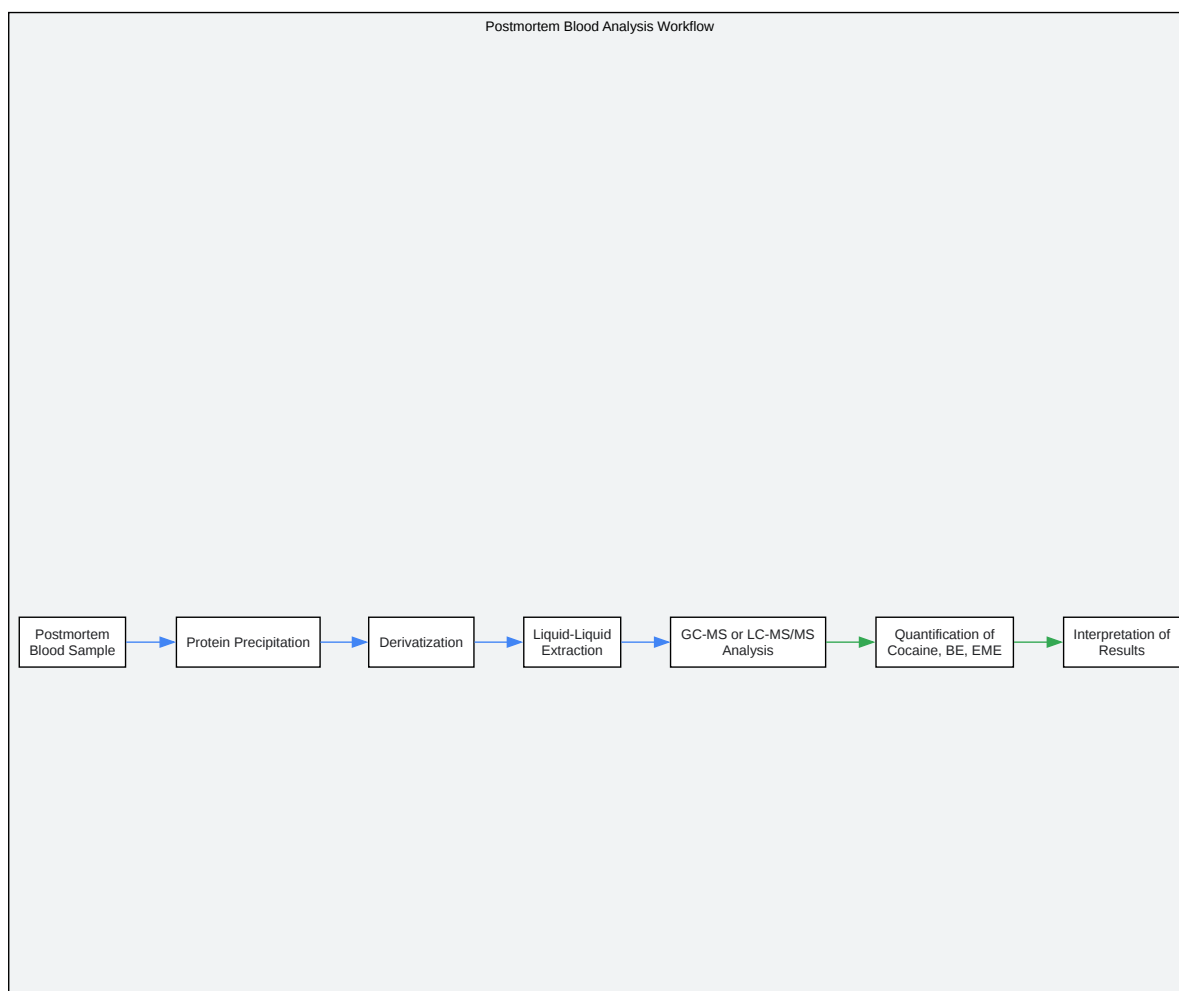 Postmortem Blood Analysis Workflow
Postmortem
Blood Sample
Protein Precipitation
Derivatization
Liquid-Liquid
Extraction
GC-MS or LC-MS/MS
Analysis
Quantification of
Cocaine, BE, EME
Interpretation of
Results